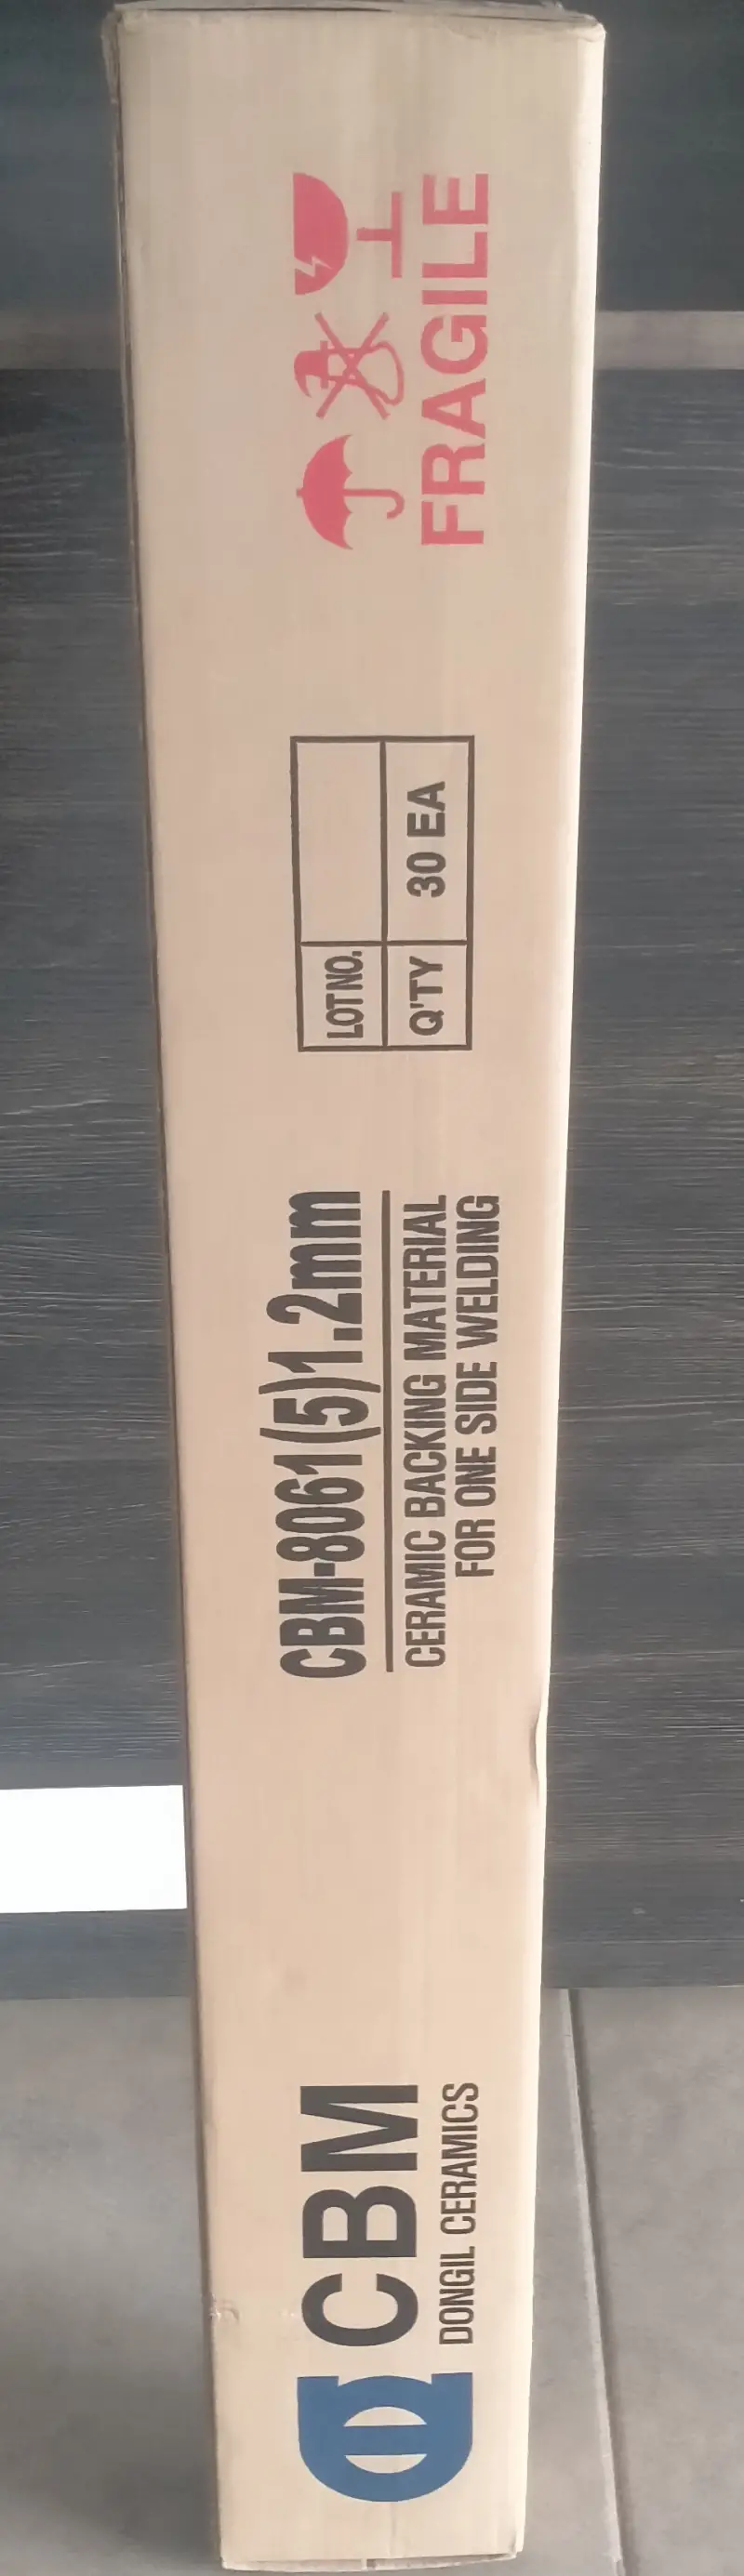 CBM
DONGIL CERAMICS
CBM-8061(5)1.2mm
CERAMIC BACKING MATERIAL
FOR ONE SIDE WELDING
LOT NO.
Q'TY 30 EA
FRAGILE